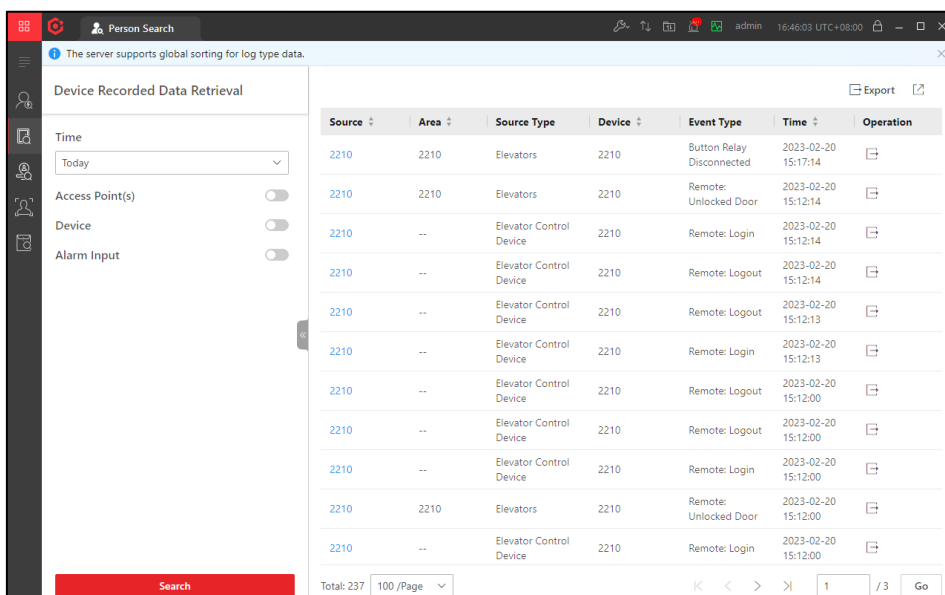 Person Search
admin
16:46:03 UTC+08:00
The server supports global sorting for log type data.
Device Recorded Data Retrieval
Time
Today
Access Point(s)
Device
Alarm Input
Search
Export
Source Area Source Type Device Event Type Time Operation
2210 2210 Elevators 2210 Button Relay Disconnected 2023-02-20 15:17:14
2210 2210 Elevators 2210 Remote: Unlocked Door 2023-02-20 15:12:14
2210 -- Elevator Control Device 2210 Remote: Login 2023-02-20 15:12:14
2210 -- Elevator Control Device 2210 Remote: Logout 2023-02-20 15:12:14
2210 -- Elevator Control Device 2210 Remote: Logout 2023-02-20 15:12:13
2210 -- Elevator Control Device 2210 Remote: Login 2023-02-20 15:12:13
2210 -- Elevator Control Device 2210 Remote: Logout 2023-02-20 15:12:00
2210 -- Elevator Control Device 2210 Remote: Logout 2023-02-20 15:12:00
2210 -- Elevator Control Device 2210 Remote: Login 2023-02-20 15:12:00
2210 2210 Elevators 2210 Remote: Unlocked Door 2023-02-20 15:12:00
2210 -- Elevator Control Device 2210 Remote: Login 2023-02-20 15:12:00
Total: 237 100 /Page 1 / 3 Go